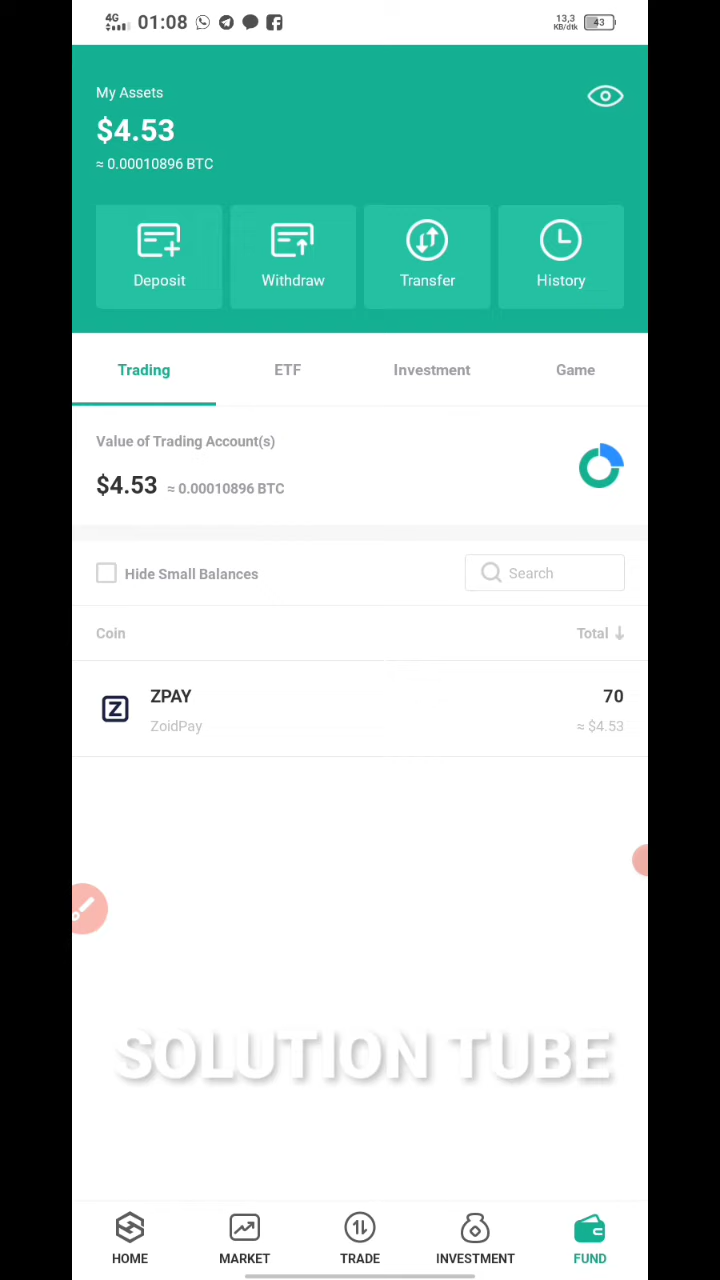 4G 01:08 13,3 KB/dtk 43
My Assets
$4.53
≈ 0.00010896 BTC
Deposit Withdraw Transfer History
Trading ETF Investment Game
Value of Trading Account(s)
$4.53 ≈ 0.00010896 BTC
Hide Small Balances Search
Coin Total
ZPAY 70
ZoidPay ≈ $4.53
SOLUTION TUBE
HOME MARKET TRADE INVESTMENT FUND